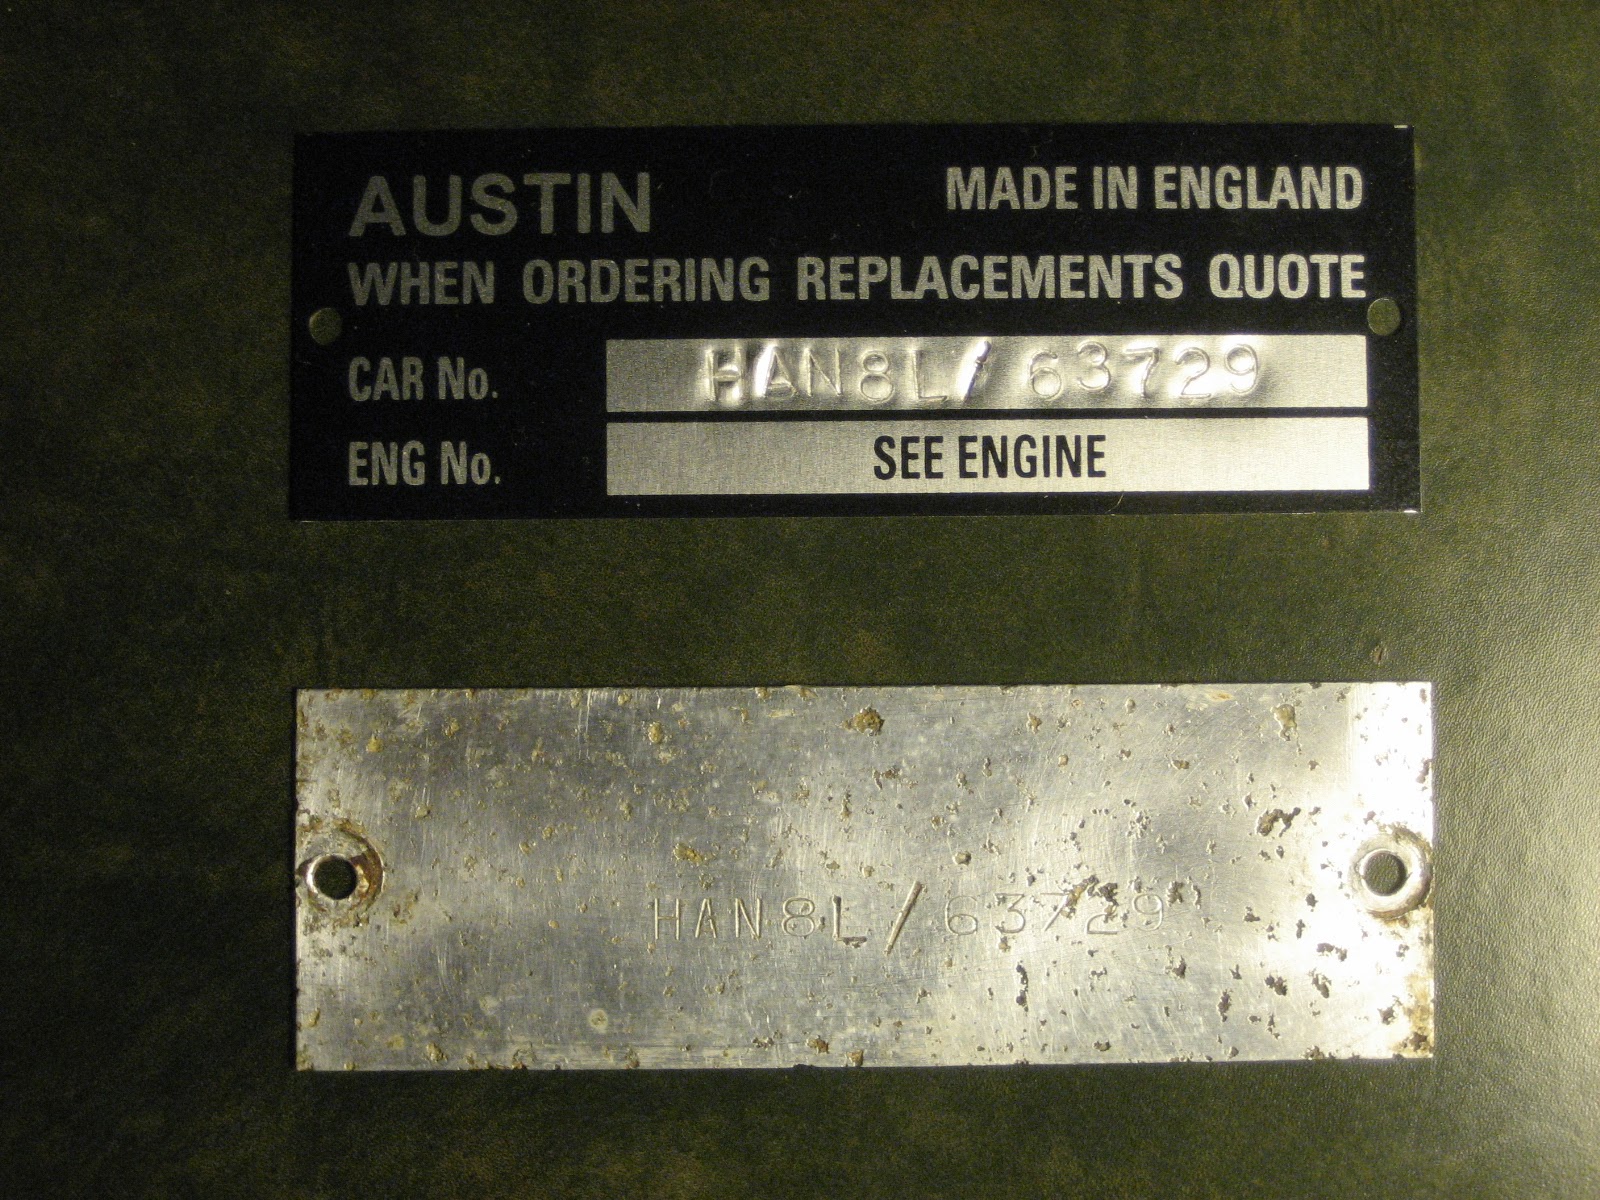 AUSTIN MADE IN ENGLAND
WHEN ORDERING REPLACEMENTS QUOTE
CAR No. HAN8L/63729
ENG No. SEE ENGINE
HAN8L/63729